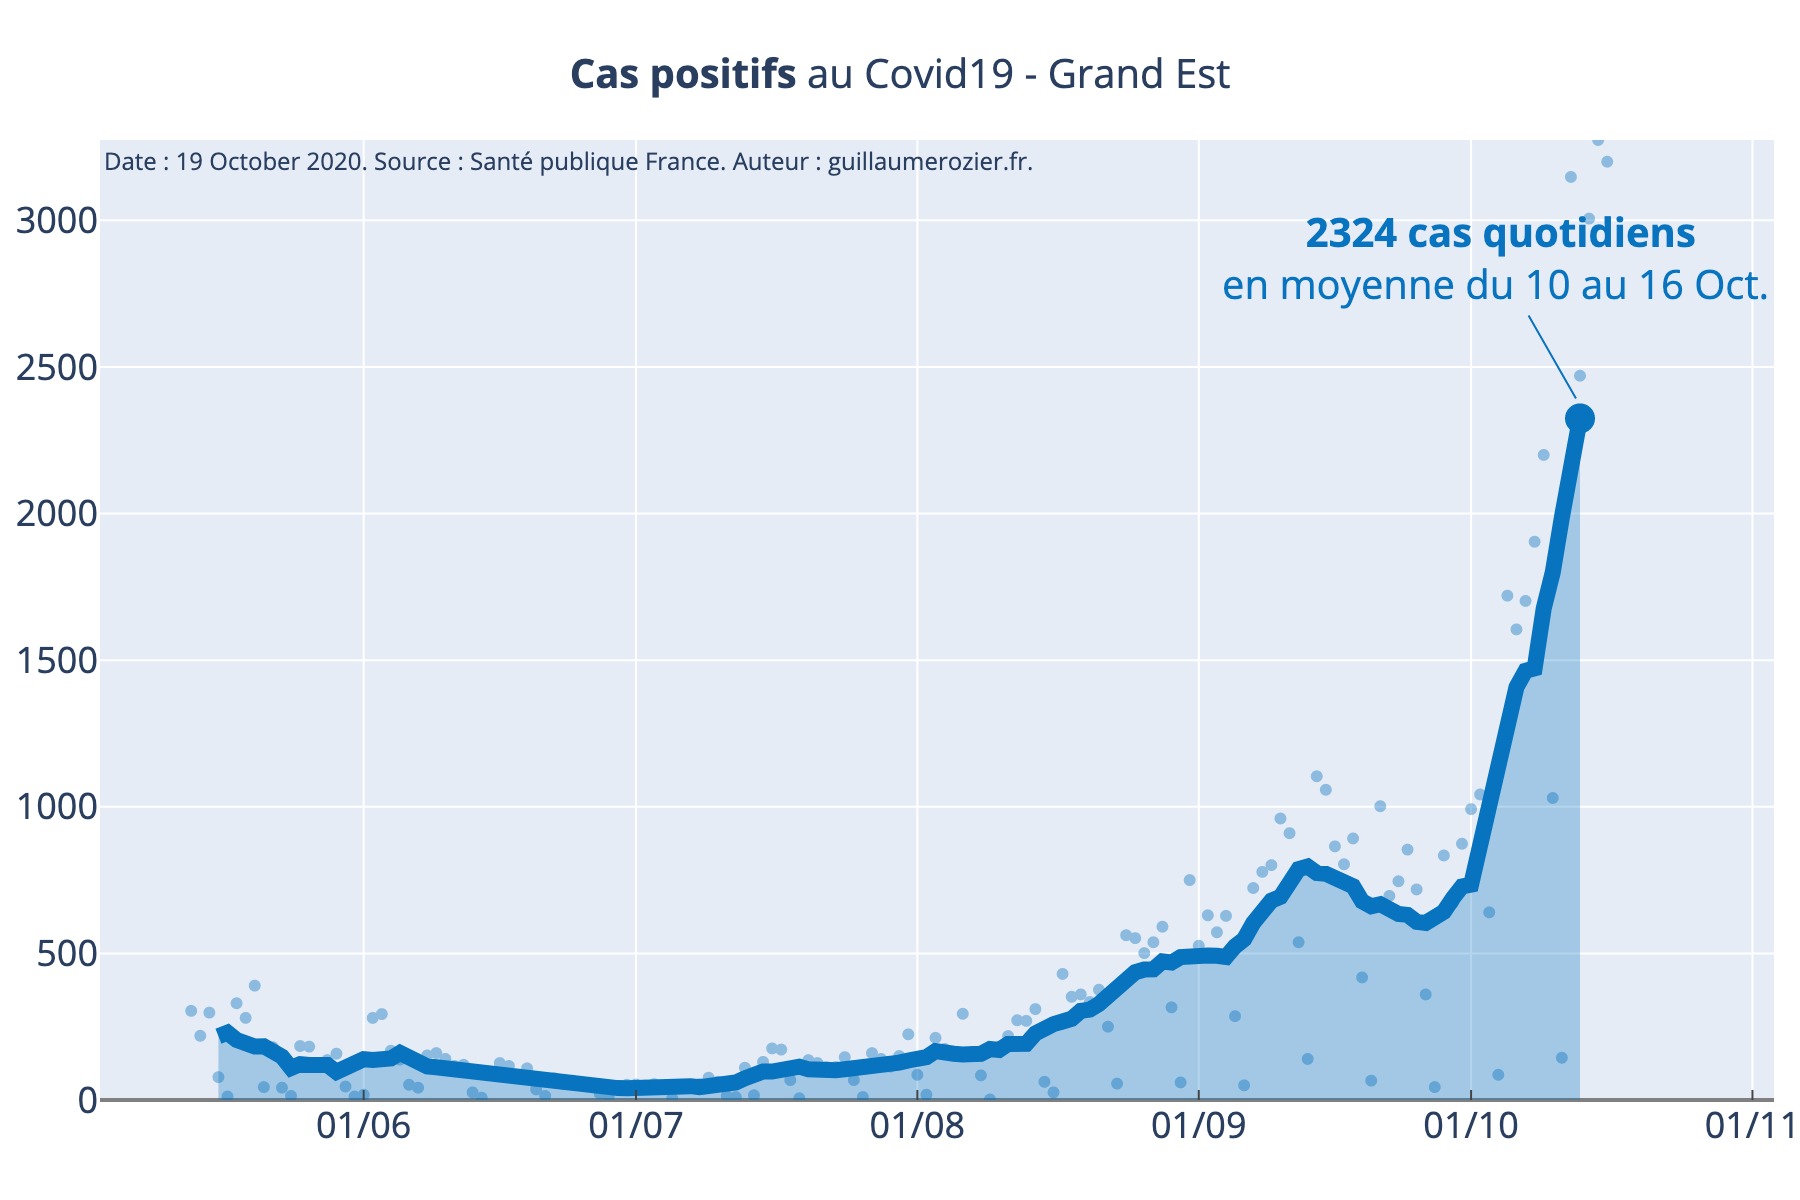 Cas positifs au Covid19 - Grand Est
Date : 19 October 2020. Source : Santé publique France. Auteur : guillaumerozier.fr.
3000
2324 cas quotidiens
en moyenne du 10 au 16 Oct.
2500
2000
1500
1000
500
0
01/06 01/07 01/08 01/09 01/10 01/11